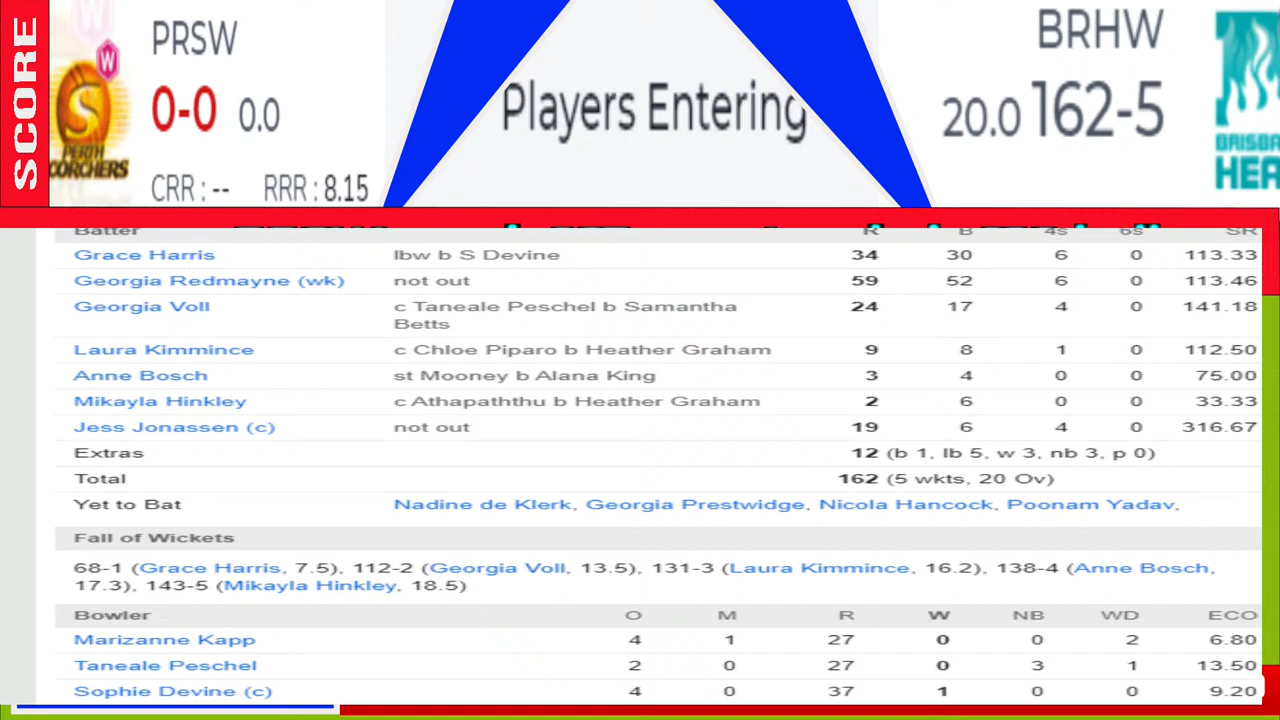 SCORE
PRSW
0-0 0.0
CRR : -- RRR : 8.15
W
S
PERTH
SCORCHERS
Players Entering
BRHW
20.0 162-5
BRISBA
HEA
Batter R B 4s 6s SR
Grace Harris lbw b S Devine 34 30 6 0 113.33
Georgia Redmayne (wk) not out 59 52 6 0 113.46
Georgia Voll c Taneale Peschel b Samantha 24 17 4 0 141.18
Betts
Laura Kimmince c Chloe Piparo b Heather Graham 9 8 1 0 112.50
Anne Bosch st Mooney b Alana King 3 4 0 0 75.00
Mikayla Hinkley c Athapaththu b Heather Graham 2 6 0 0 33.33
Jess Jonassen (c) not out 19 6 4 0 316.67
Extras 12 (b 1, lb 5, w 3, nb 3, p 0)
Total 162 (5 wkts, 20 Ov)
Yet to Bat Nadine de Klerk, Georgia Prestwidge, Nicola Hancock, Poonam Yadav,
Fall of Wickets
68-1 (Grace Harris, 7.5), 112-2 (Georgia Voll, 13.5), 131-3 (Laura Kimmince, 16.2), 138-4 (Anne Bosch,
17.3), 143-5 (Mikayla Hinkley, 18.5)
Bowler O M R W NB WD ECO
Marizanne Kapp 4 1 27 0 0 2 6.80
Taneale Peschel 2 0 27 0 3 1 13.50
Sophie Devine (c) 4 0 37 1 0 0 9.20